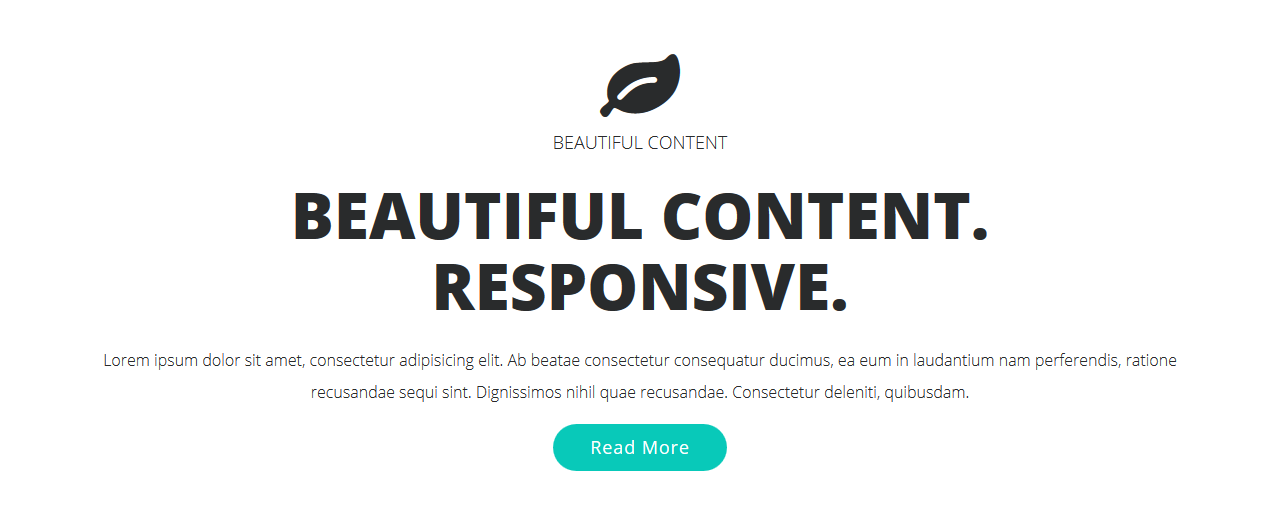 BEAUTIFUL CONTENT
BEAUTIFUL CONTENT.
RESPONSIVE.
Lorem ipsum dolor sit amet, consectetur adipisicing elit. Ab beatae consectetur consequatur ducimus, ea eum in laudantium nam perferendis, ratione
recusandae sequi sint. Dignissimos nihil quae recusandae. Consectetur deleniti, quibusdam.
Read More